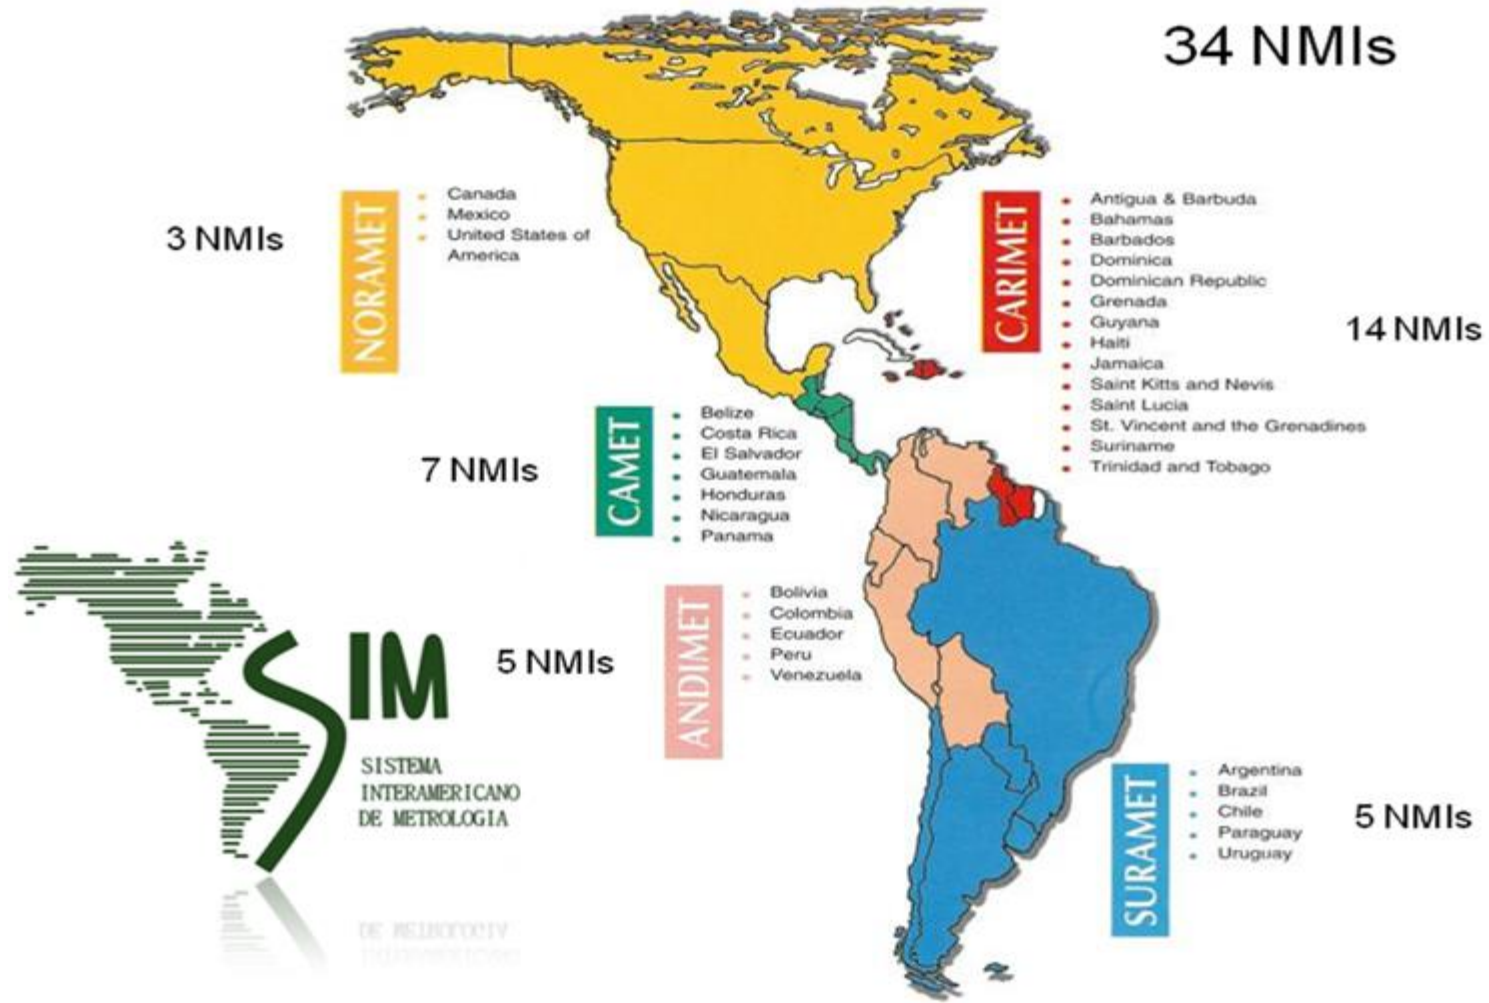 34 NMIs
3 NMIs
NORAMET
Canada
Mexico
United States of
America
CARIMET
Antigua & Barbuda
Bahamas
Barbados
Dominica
Dominican Republic
Grenada
Guyana
Haiti
Jamaica
Saint Kitts and Nevis
Saint Lucia
St. Vincent and the Grenadines
Suriname
Trinidad and Tobago
14 NMIs
7 NMIs
CAMET
Belize
Costa Rica
El Salvador
Guatemala
Honduras
Nicaragua
Panama
SIM
SISTEMA
INTERAMERICANO
DE METROLOGIA
5 NMIs
ANDIMET
Bolivia
Colombia
Ecuador
Peru
Venezuela
SURAMET
Argentina
Brazil
Chile
Paraguay
Uruguay
5 NMIs